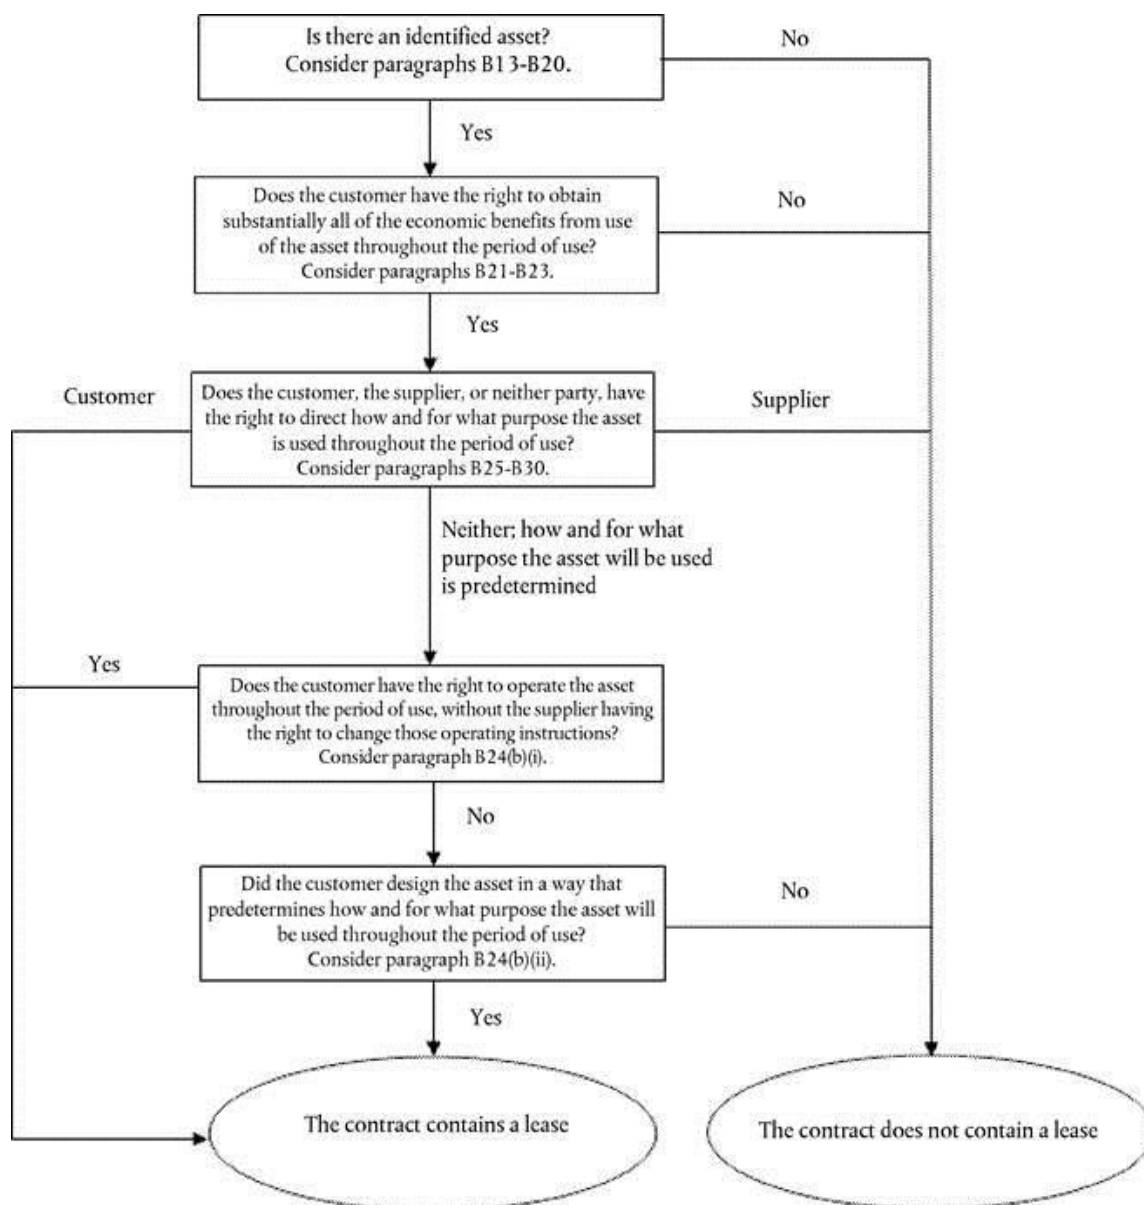 Is there an identified asset?
Consider paragraphs B13-B20.
No
Yes
Does the customer have the right to obtain
substantially all of the economic benefits from use
of the asset throughout the period of use?
Consider paragraphs B21-B23.
No
Yes
Customer
Does the customer, the supplier, or neither party, have
the right to direct how and for what purpose the asset
is used throughout the period of use?
Consider paragraphs B25-B30.
Supplier
Neither; how and for what
purpose the asset will be used
is predetermined
Yes
Does the customer have the right to operate the asset
throughout the period of use, without the supplier having
the right to change those operating instructions?
Consider paragraph B24(b)(i).
No
Did the customer design the asset in a way that
predetermines how and for what purpose the asset will
be used throughout the period of use?
Consider paragraph B24(b)(ii).
No
Yes
The contract contains a lease
The contract does not contain a lease